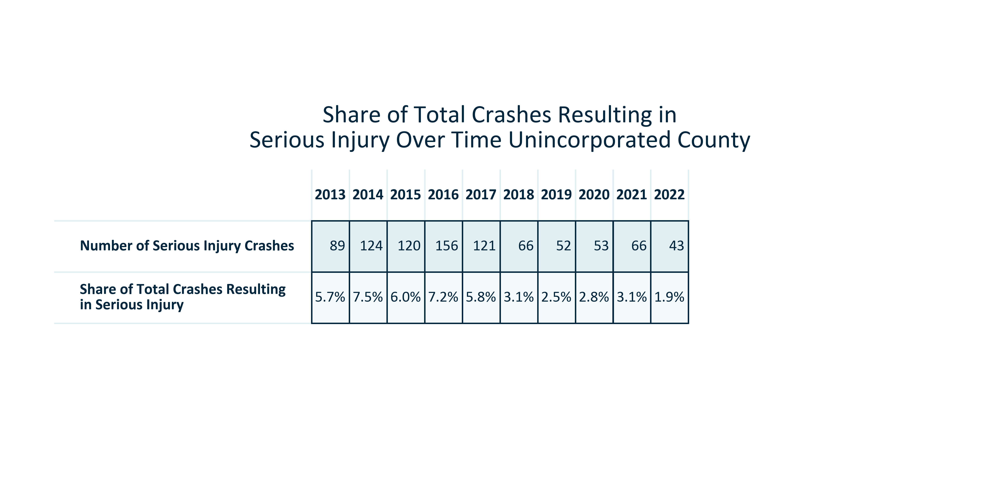 Share of Total Crashes Resulting in
Serious Injury Over Time Unincorporated County
2013 2014 2015 2016 2017 2018 2019 2020 2021 2022
Number of Serious Injury Crashes 89 124 120 156 121 66 52 53 66 43
Share of Total Crashes Resulting
in Serious Injury 5.7% 7.5% 6.0% 7.2% 5.8% 3.1% 2.5% 2.8% 3.1% 1.9%